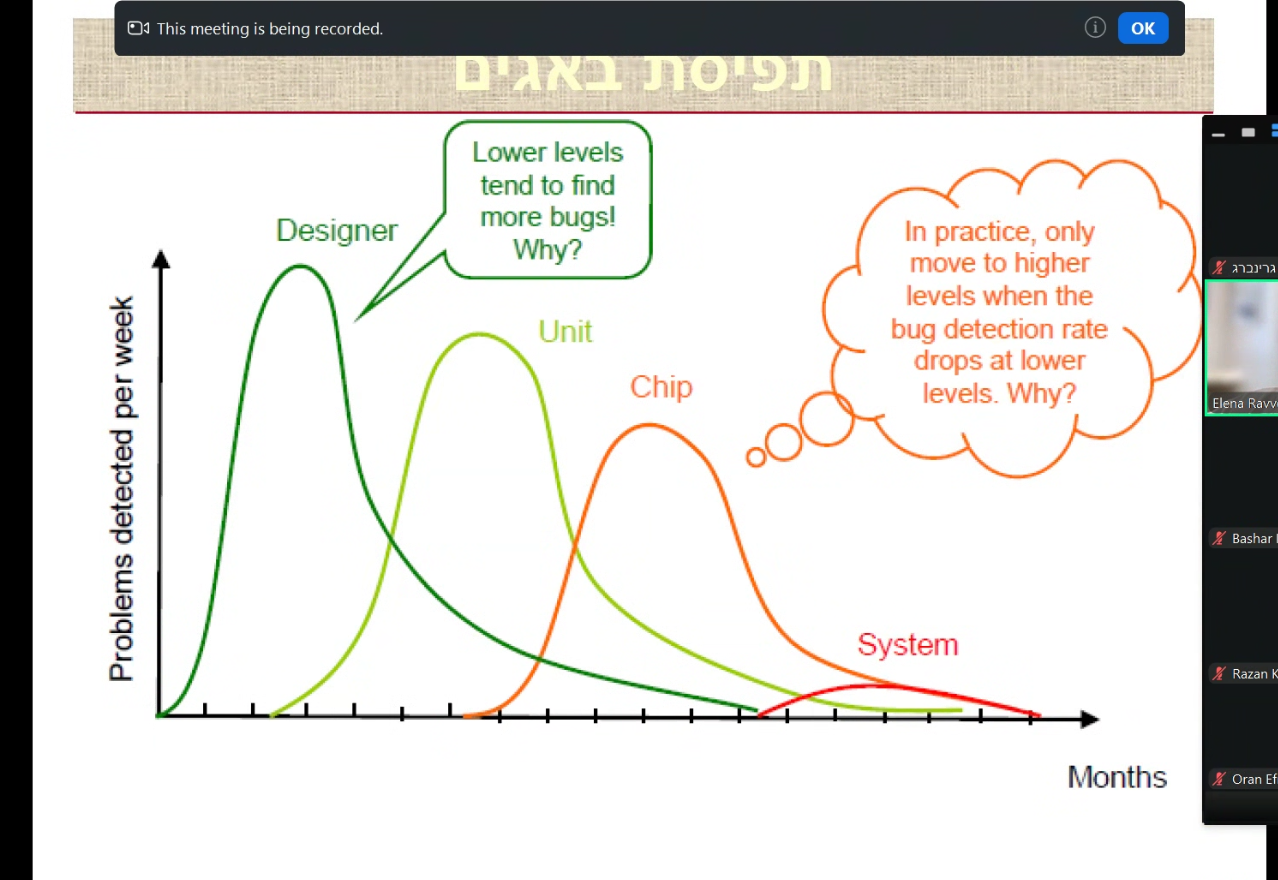 This meeting is being recorded.
OK
תפיסת באגים
Lower levels
tend to find
more bugs!
Why?
Designer
In practice, only
move to higher
levels when the
bug detection rate
drops at lower
levels. Why?
Unit
Chip
System
Problems detected per week
Months
גרינברג
Elena
Bashar
Razan K
Oran